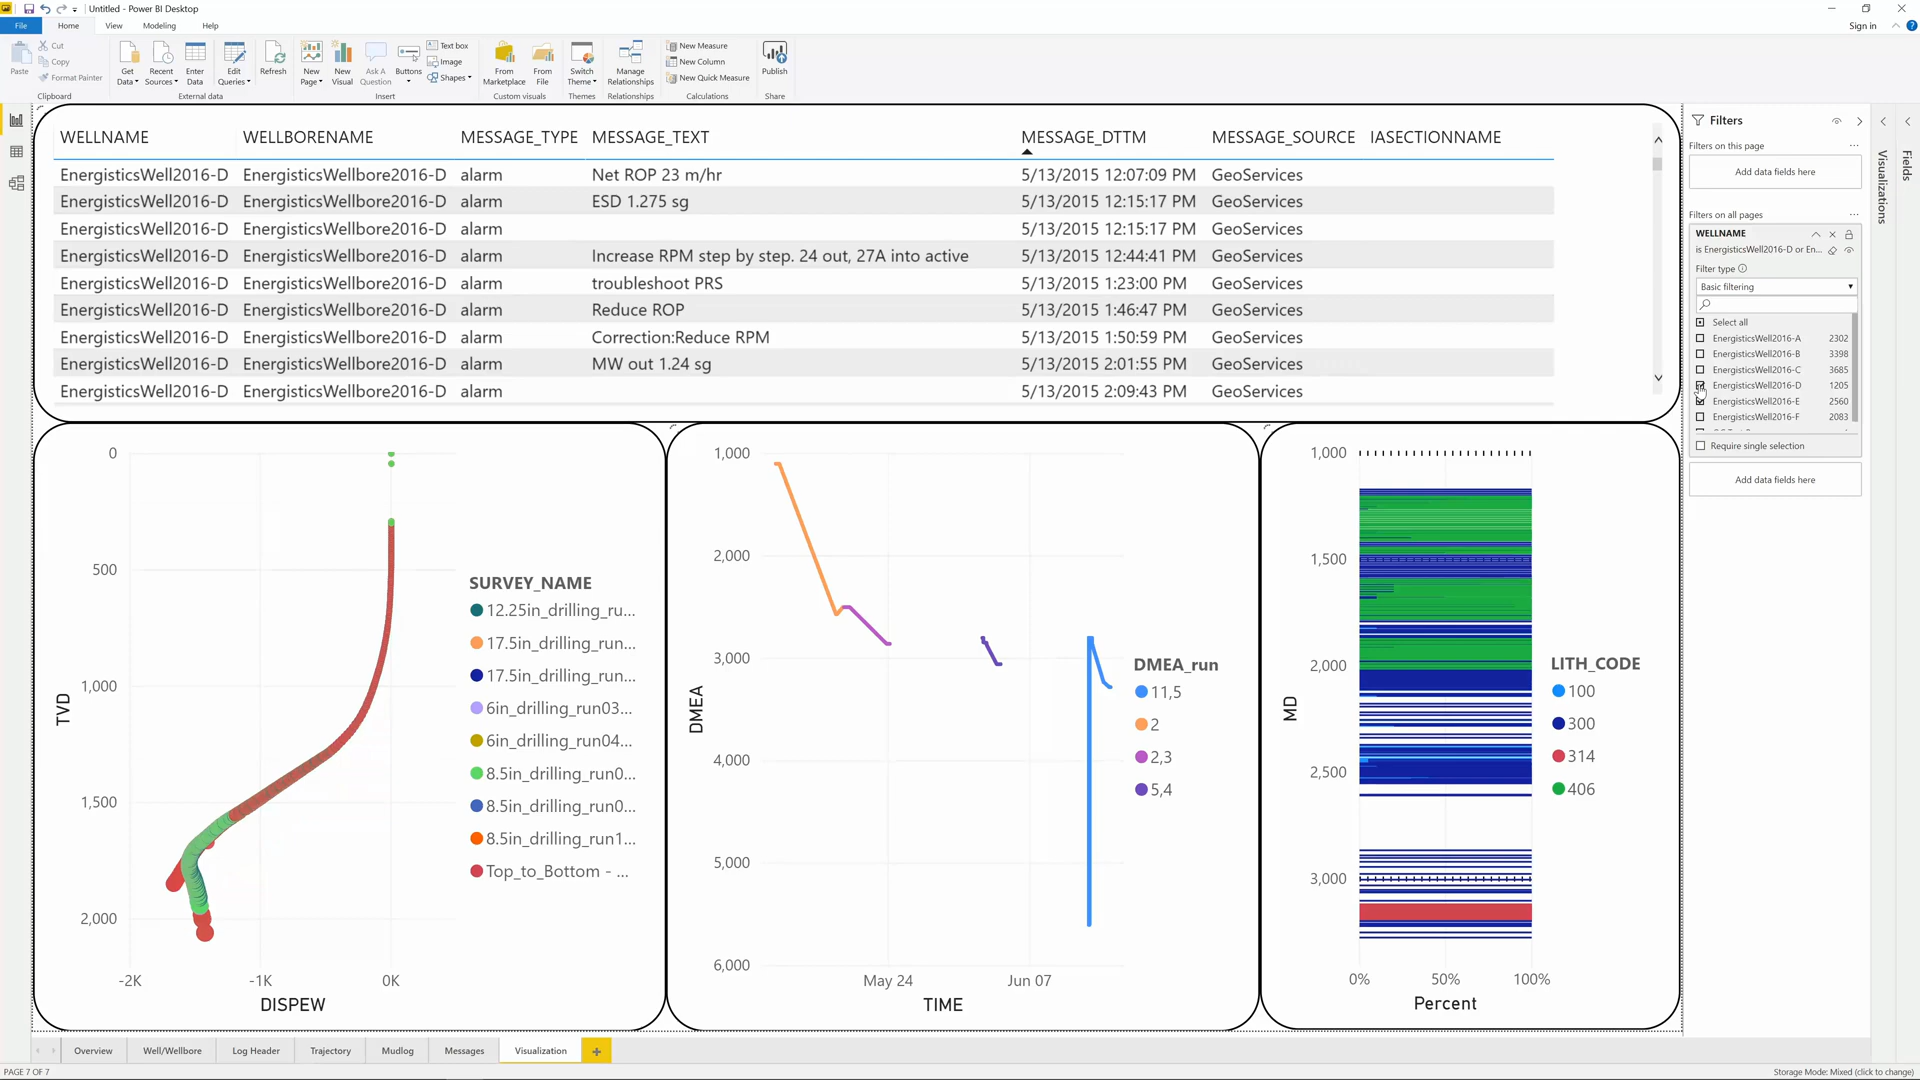 Untitled - Power BI Desktop
File Home View Modeling Help
Sign in
Paste
Cut
Copy
Format Painter
Clipboard
Get Data
Recent Sources
Enter Data
Edit Queries
External data
Refresh
New Page
New Visual
Ask A Question
Buttons
Text box
Image
Shapes
Insert
From Marketplace
From File
Custom visuals
Switch Theme
Themes
Manage Relationships
Relationships
New Measure
New Column
New Quick Measure
Calculations
Publish
Share
WELLNAME WELLBORENAME MESSAGE_TYPE MESSAGE_TEXT MESSAGE_DTTM MESSAGE_SOURCE IASECTIONNAME
EnergisticsWell2016-D EnergisticsWellbore2016-D alarm Net ROP 23 m/hr 5/13/2015 12:07:09 PM GeoServices
EnergisticsWell2016-D EnergisticsWellbore2016-D alarm ESD 1.275 sg 5/13/2015 12:15:17 PM GeoServices
EnergisticsWell2016-D EnergisticsWellbore2016-D alarm 5/13/2015 12:15:17 PM GeoServices
EnergisticsWell2016-D EnergisticsWellbore2016-D alarm Increase RPM step by step. 24 out, 27A into active 5/13/2015 12:44:41 PM GeoServices
EnergisticsWell2016-D EnergisticsWellbore2016-D alarm troubleshoot PRS 5/13/2015 1:23:00 PM GeoServices
EnergisticsWell2016-D EnergisticsWellbore2016-D alarm Reduce ROP 5/13/2015 1:46:47 PM GeoServices
EnergisticsWell2016-D EnergisticsWellbore2016-D alarm Correction:Reduce RPM 5/13/2015 1:50:59 PM GeoServices
EnergisticsWell2016-D EnergisticsWellbore2016-D alarm MW out 1.24 sg 5/13/2015 2:01:55 PM GeoServices
EnergisticsWell2016-D EnergisticsWellbore2016-D alarm 5/13/2015 2:09:43 PM GeoServices
0
500
1,000
1,500
2,000
TVD
-2K -1K 0K
DISPEW
SURVEY_NAME
12.25in_drilling_ru...
17.5in_drilling_run...
17.5in_drilling_run...
6in_drilling_run03...
6in_drilling_run04...
8.5in_drilling_run0...
8.5in_drilling_run0...
8.5in_drilling_run1...
Top_to_Bottom - ...
1,000
2,000
3,000
4,000
5,000
6,000
DMEA
May 24 Jun 07
TIME
DMEA_run
11,5
2
2,3
5,4
1,000
1,500
2,000
2,500
3,000
MD
0% 50% 100%
Percent
LITH_CODE
100
300
314
406
Filters
Filters on this page ...
Add data fields here
Filters on all pages ...
WELLNAME
is EnergisticsWell2016-D or En...
Filter type
Basic filtering
Select all
EnergisticsWell2016-A 2302
EnergisticsWell2016-B 3398
EnergisticsWell2016-C 3685
EnergisticsWell2016-D 1205
EnergisticsWell2016-E 2560
EnergisticsWell2016-F 2083
Require single selection
Add data fields here
Visualizations
Fields
Overview Well/Wellbore Log Header Trajectory Mudlog Messages Visualization +
PAGE 7 OF 7
Storage Mode: Mixed (click to change)